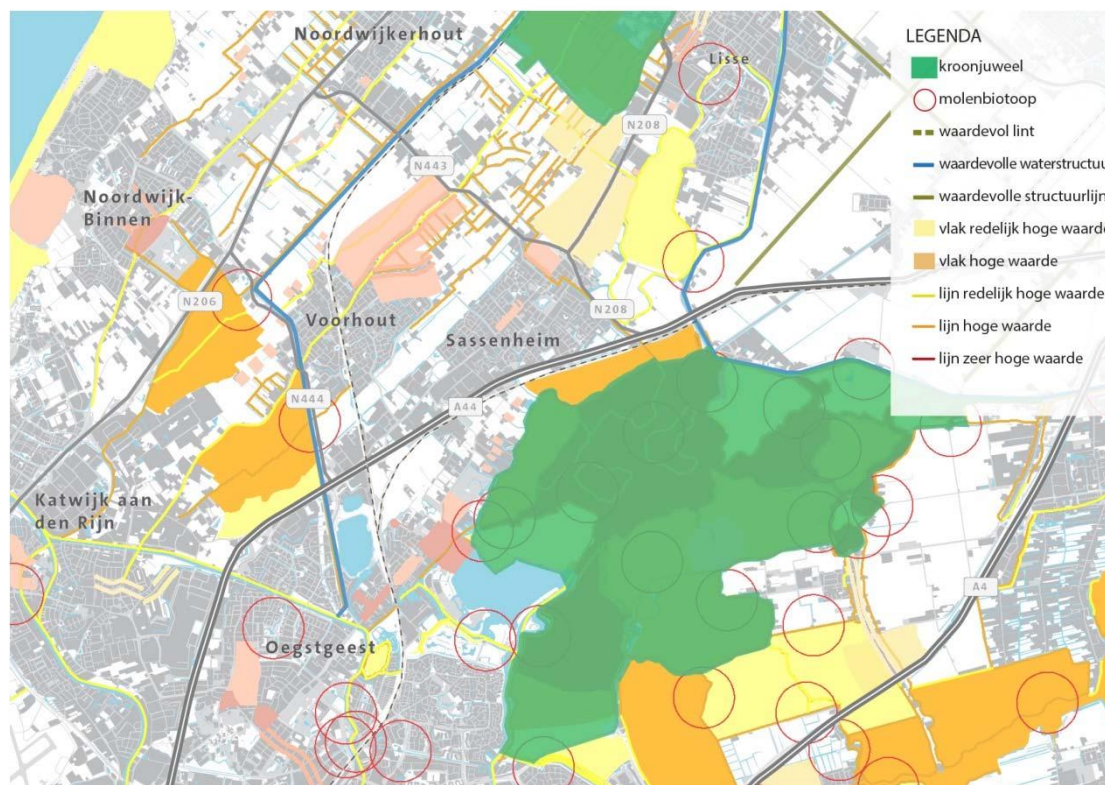 Noordwijkerhout
Lisse
N208
N443
Noordwijk-
Binnen
N206
Voorhout
N208
Sassenheim
N444
A44
Katwijk aan
den Rijn
A4
Oegstgeest
LEGENDA
kroonjuweel
molenbiotoop
waardevol lint
waardevolle waterstructuu
waardevolle structuurlijn
vlak redelijk hoge waarde
vlak hoge waarde
lijn redelijk hoge waarde
lijn hoge waarde
lijn zeer hoge waarde